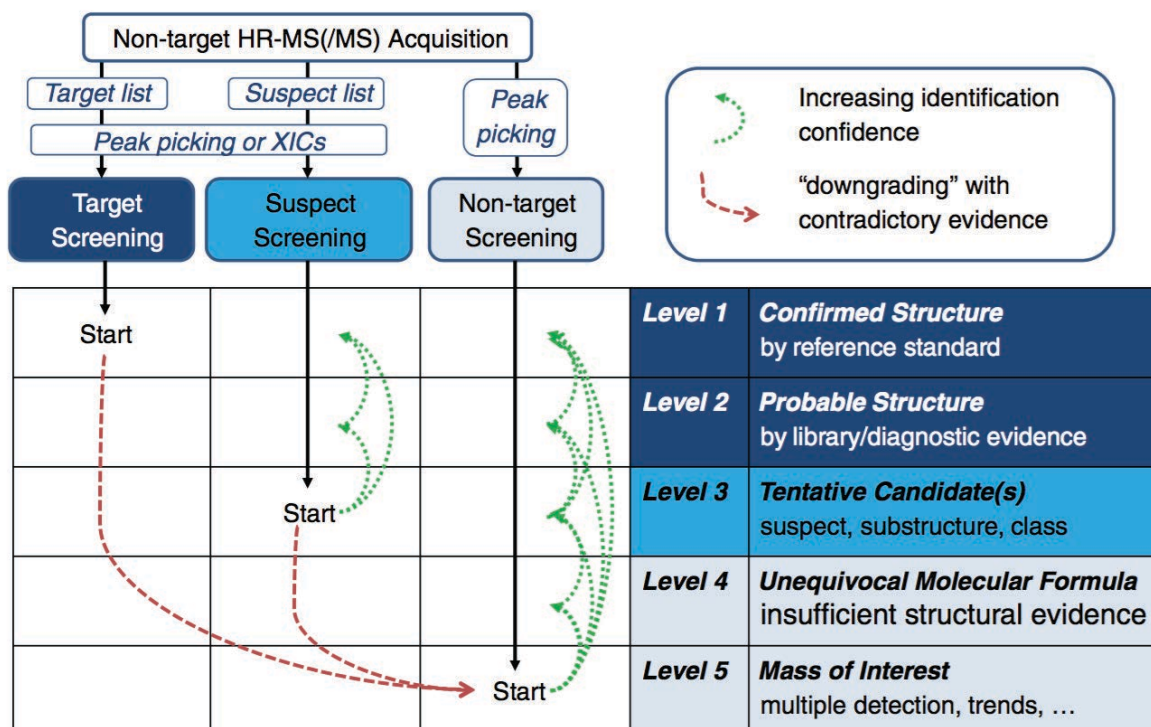 Non-target HR-MS(/MS) Acquisition
Target list
Suspect list
Peak
picking
Peak picking or XICs
Target
Screening
Suspect
Screening
Non-target
Screening
Increasing identification
confidence
“downgrading” with
contradictory evidence
Start
Level 1
Confirmed Structure
by reference standard
Level 2
Probable Structure
by library/diagnostic evidence
Start
Level 3
Tentative Candidate(s)
suspect, substructure, class
Level 4
Unequivocal Molecular Formula
insufficient structural evidence
Start
Level 5
Mass of Interest
multiple detection, trends, …